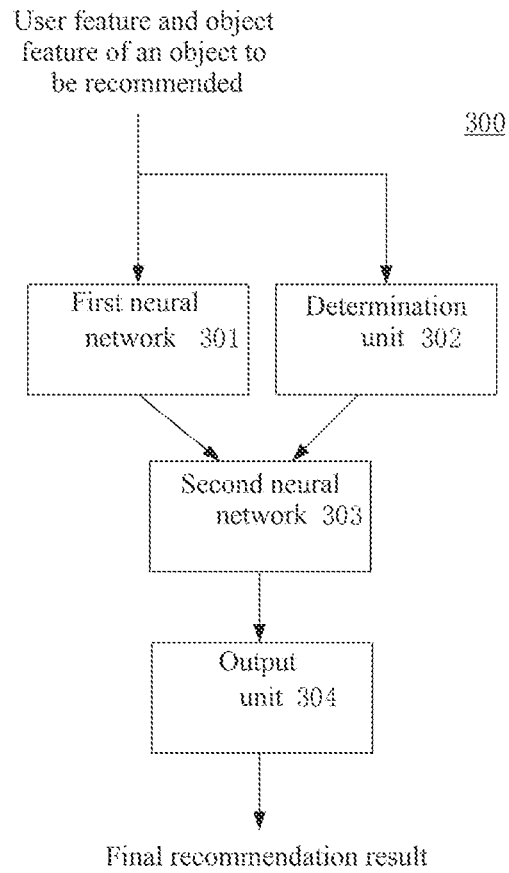 User feature and object
feature of an object to
be recommended
300
First neural
network 301
Determination
unit 302
Second neural
network 303
Output
unit 304
Final recommendation result